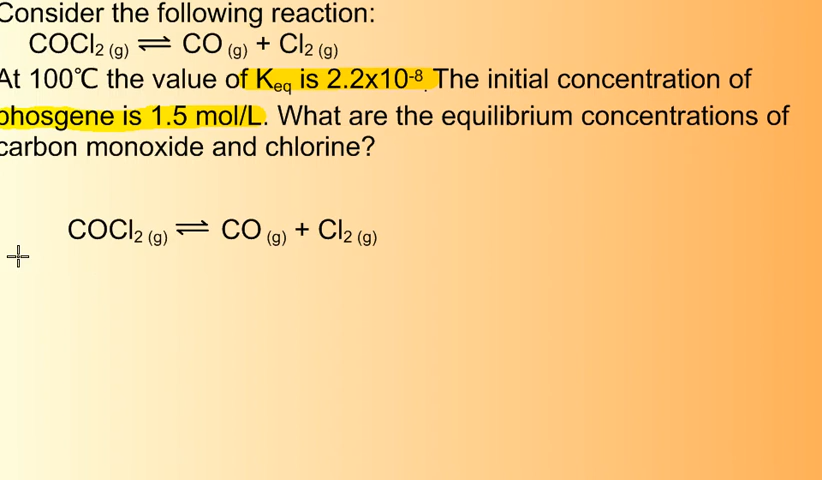 Consider the following reaction:
COCl₂ (g) ⇌ CO (g) + Cl₂ (g)
At 100℃ the value of Keq is 2.2x10⁻⁸. The initial concentration of
phosgene is 1.5 mol/L. What are the equilibrium concentrations of
carbon monoxide and chlorine?
COCl₂ (g) ⇌ CO (g) + Cl₂ (g)